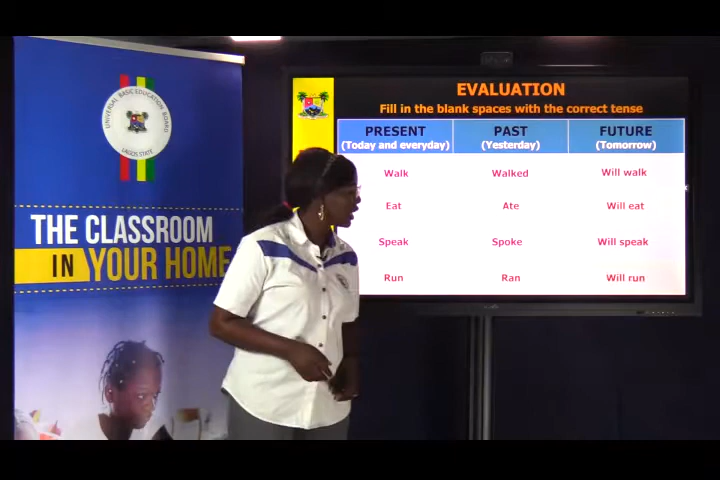 UNIVERSAL BASIC EDUCATION BOARD
LAGOS STATE
THE CLASSROOM
IN YOUR HOME
EVALUATION
Fill in the blank spaces with the correct tense
PRESENT PAST FUTURE
(Today and everyday) (Yesterday) (Tomorrow)
Walk Walked Will walk
Eat Ate Will eat
Speak Spoke Will speak
Run Ran Will run